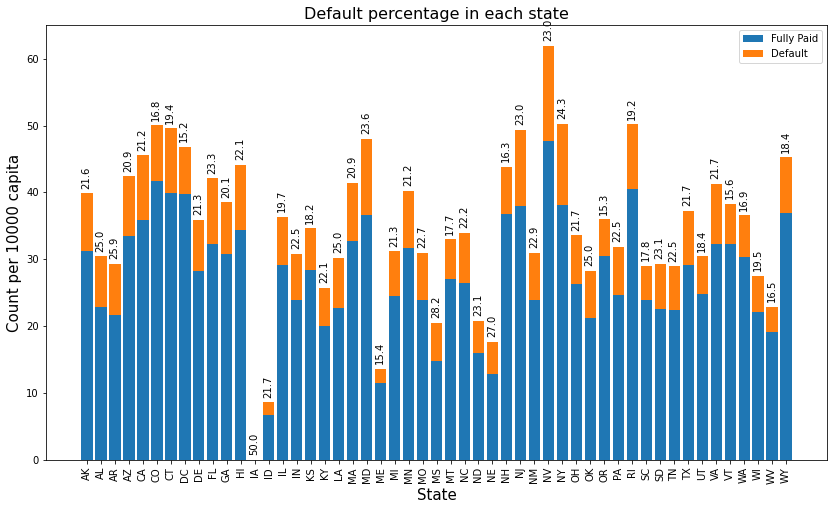 Default percentage in each state
Fully Paid
Default
Count per 10000 capita
60
50
40
30
20
10
0
21.6
25.0
25.9
20.9
21.2
16.8
19.4
15.2
21.3
23.3
20.1
22.1
50.0
21.7
19.7
22.5
18.2
22.1
25.0
20.9
23.6
15.4
21.3
21.2
22.7
28.2
17.7
22.2
23.1
27.0
16.3
23.0
22.9
23.0
24.3
21.7
25.0
15.3
22.5
19.2
17.8
23.1
22.5
21.7
18.4
21.7
15.6
16.9
19.5
16.5
18.4
AK
AL
AR
AZ
CA
CO
CT
DC
DE
FL
GA
HI
IA
ID
IL
IN
KS
KY
LA
MA
MD
ME
MI
MN
MO
MS
MT
NC
ND
NE
NH
NJ
NM
NV
NY
OH
OK
OR
PA
RI
SC
SD
TN
TX
UT
VA
VT
WA
WI
WV
WY
State